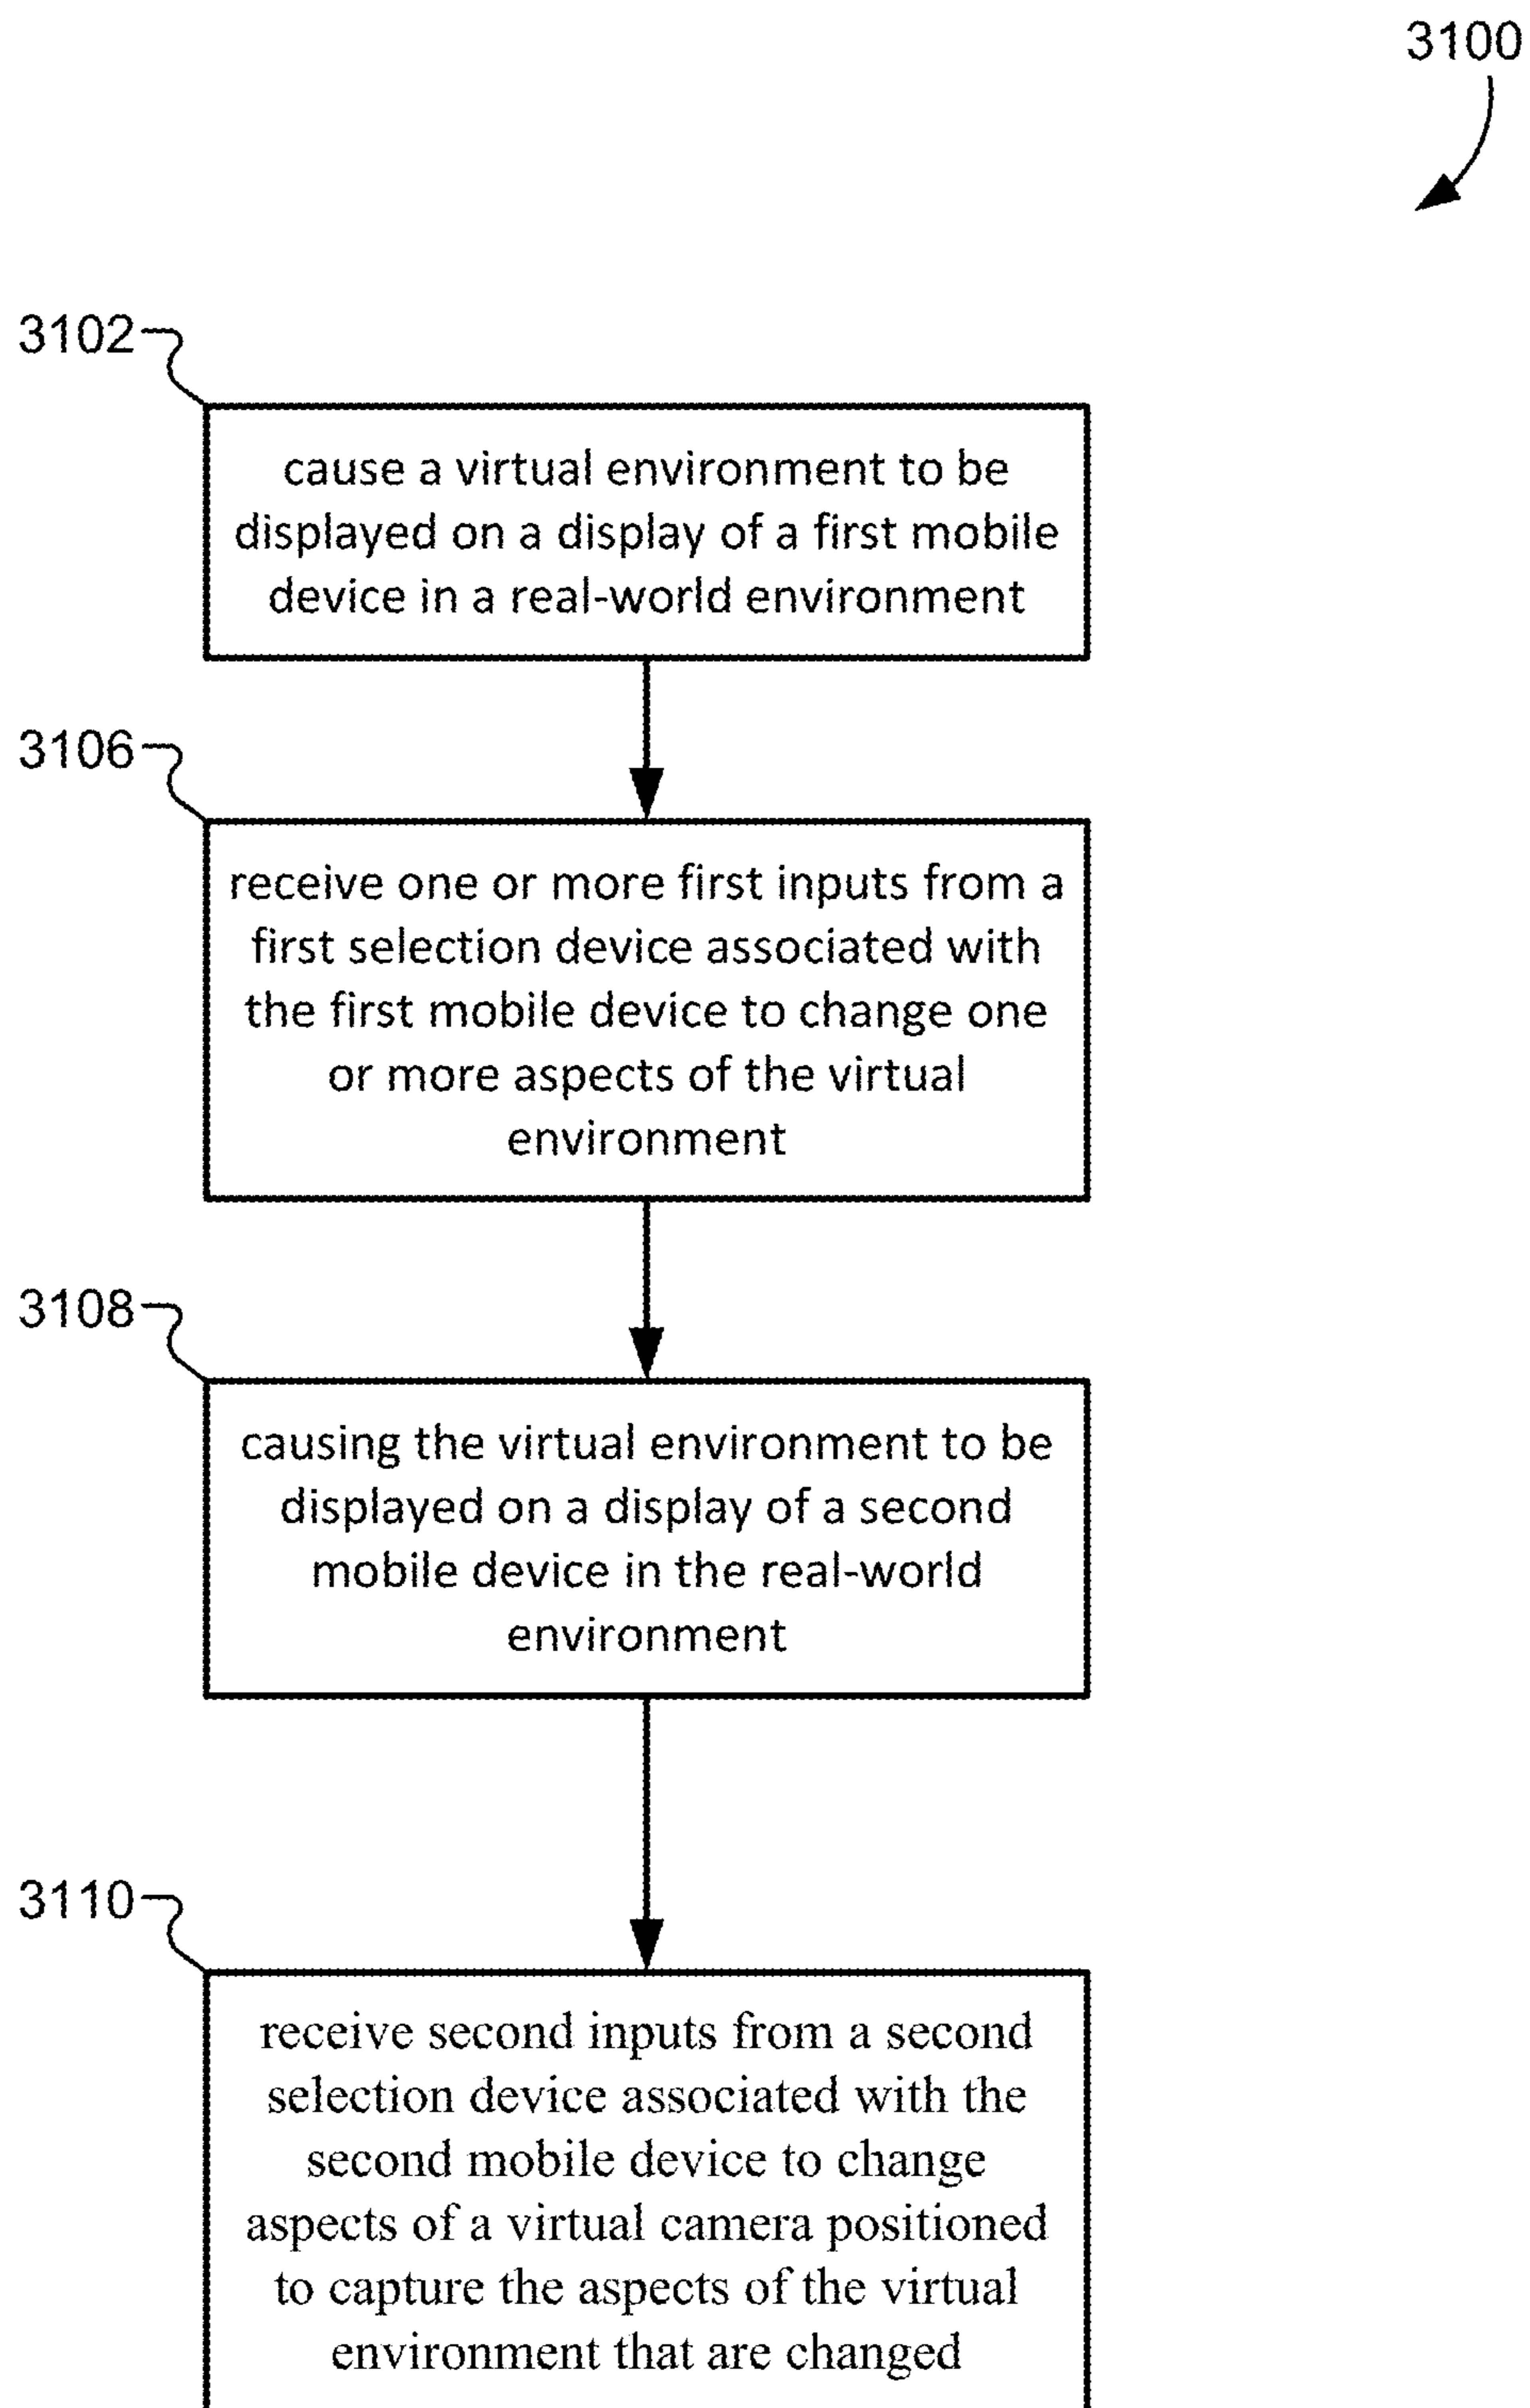 3100
3102
cause a virtual environment to be
displayed on a display of a first mobile
device in a real-world environment
3106
receive one or more first inputs from a
first selection device associated with
the first mobile device to change one
or more aspects of the virtual
environment
3108
causing the virtual environment to be
displayed on a display of a second
mobile device in the real-world
environment
3110
receive second inputs from a second
selection device associated with the
second mobile device to change
aspects of a virtual camera positioned
to capture the aspects of the virtual
environment that are changed